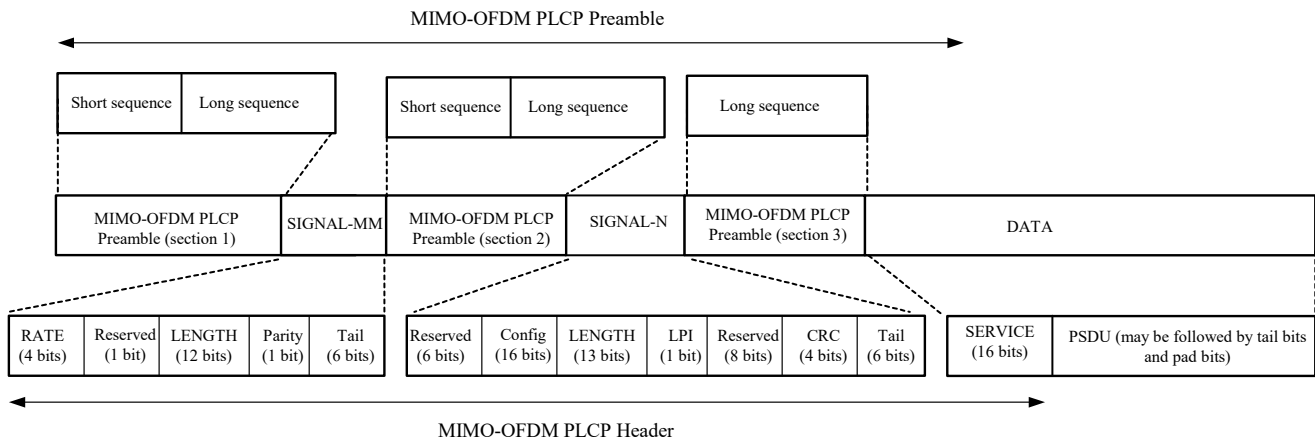 MIMO-OFDM PLCP Preamble
Short sequence
Long sequence
Short sequence
Long sequence
Long sequence
MIMO-OFDM PLCP
Preamble (section 1)
SIGNAL-MM
MIMO-OFDM PLCP
Preamble (section 2)
SIGNAL-N
MIMO-OFDM PLCP
Preamble (section 3)
DATA
RATE
(4 bits)
Reserved
(1 bit)
LENGTH
(12 bits)
Parity
(1 bit)
Tail
(6 bits)
Reserved
(6 bits)
Config
(16 bits)
LENGTH
(13 bits)
LPI
(1 bit)
Reserved
(8 bits)
CRC
(4 bits)
Tail
(6 bits)
SERVICE
(16 bits)
PSDU (may be followed by tail bits
and pad bits)
MIMO-OFDM PLCP Header